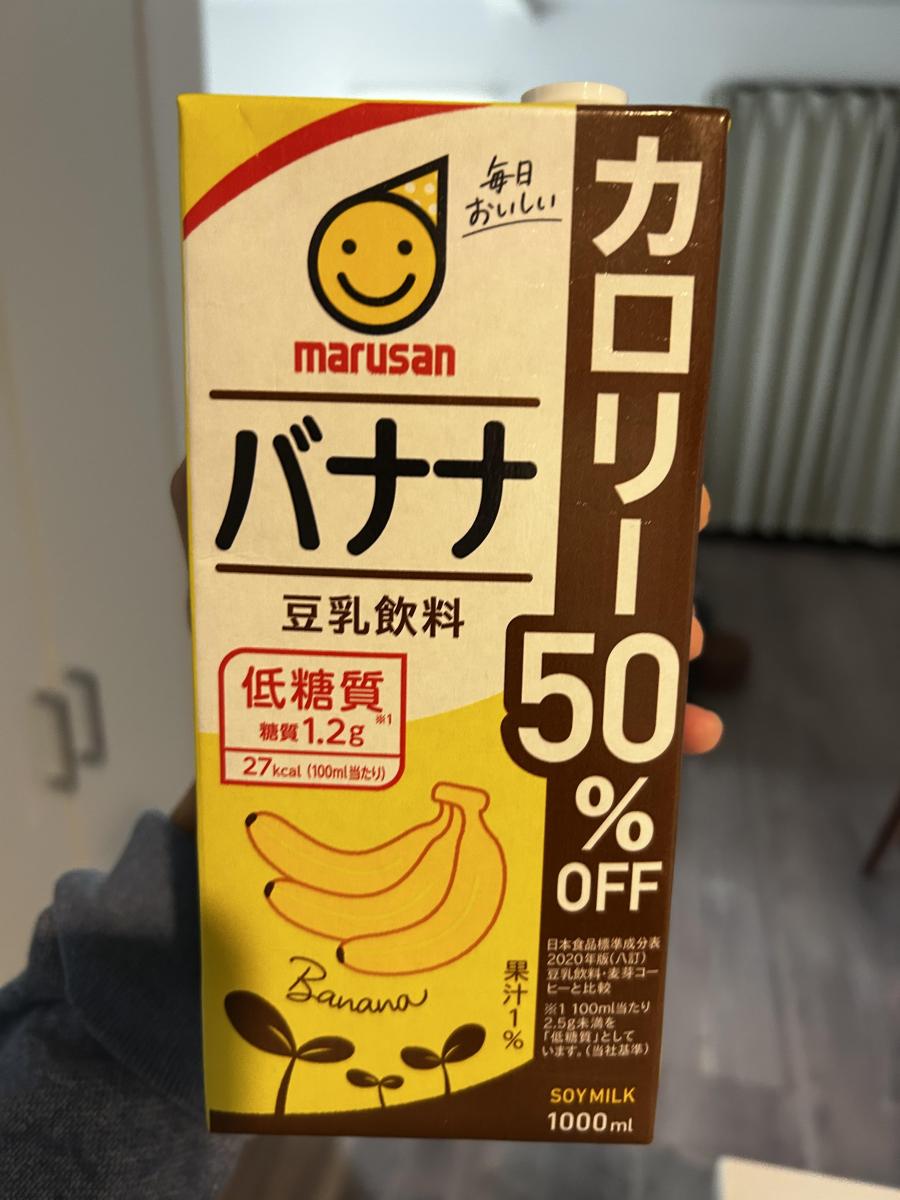 毎日
おいしい
marusan
バナナ
豆乳飲料
低糖質
糖質1.2g ※1
27kcal (100ml当たり)
Banana
果汁1%
カロリー
50
%
OFF
日本食品標準成分表
2020年版(八訂)
豆乳飲料・麦芽コー
ヒーと比較
※1 100ml当たり
2.5g未満を
「低糖質」として
います。(当社基準)
SOY MILK
1000ml